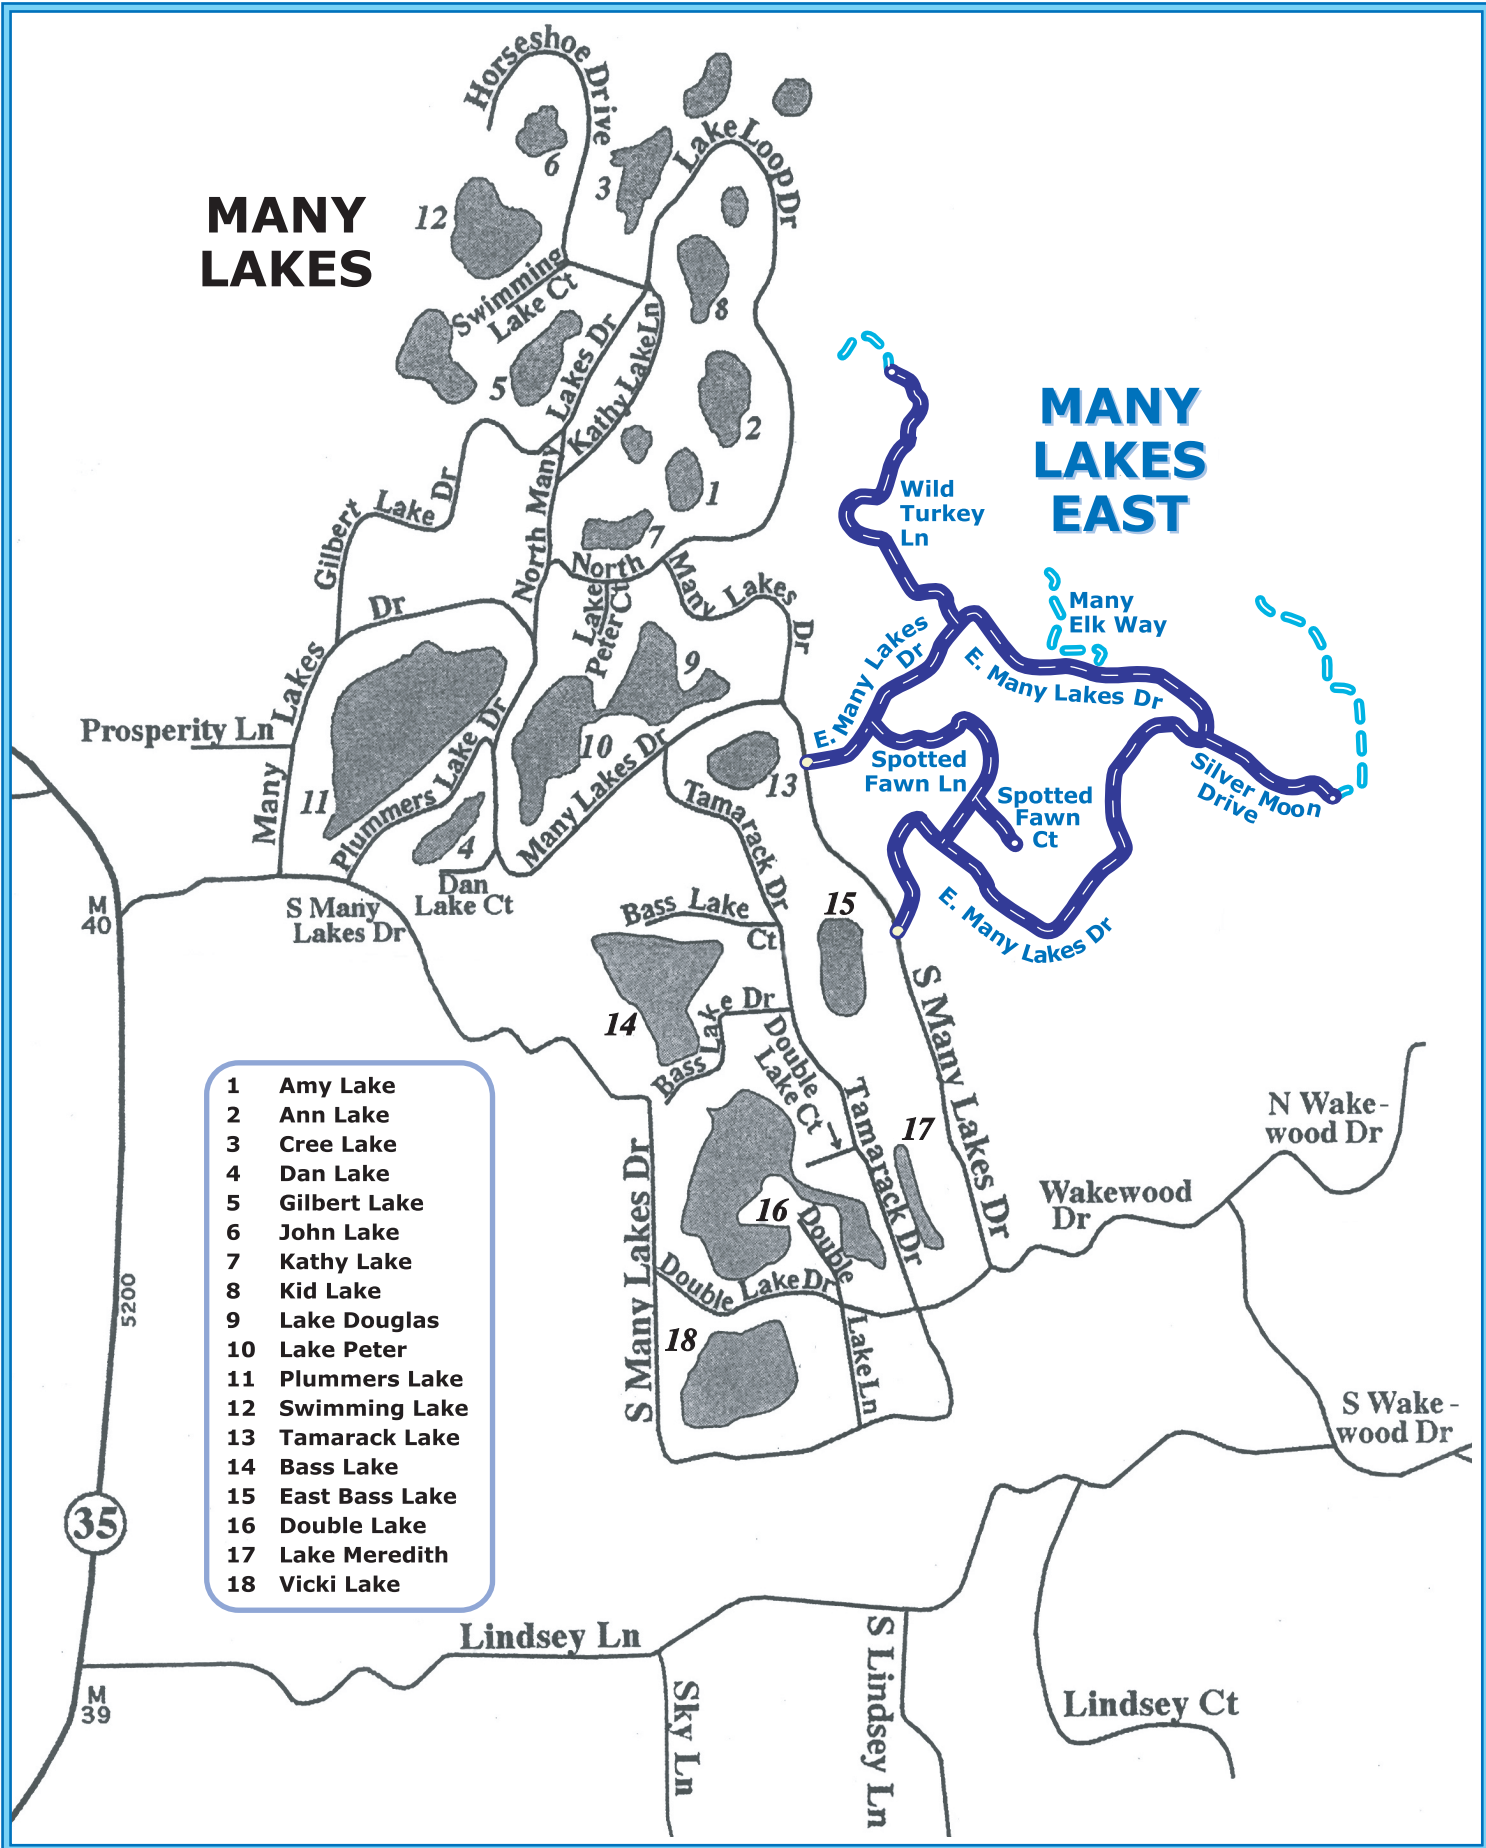 Horseshoe Drive
Lake Loop Dr
6
3
12
MANY
LAKES
Swimming
Lake Ct
8
5
North Many Lakes Dr
Kathy Lake Ln
2
MANY
LAKES
EAST
Gilbert Lake Dr
1
7
Wild
Turkey
Ln
North Many Lakes Dr
Lake
Peter Ct
Many
Elk Way
Many Lakes Dr
9
E. Many Lakes
Dr
E. Many Lakes Dr
Prosperity Ln
Plummers Lake Dr
10
11
Many Lakes Dr
13
E. Many Lakes Dr
Spotted
Fawn Ln
Silver Moon
Drive
Spotted
Fawn
Ct
Tamarack Dr
4
Dan
Lake Ct
S Many
Lakes Dr
M
40
Bass Lake
Ct
15
14
Bass Lake Dr
Double
Lake Ct
S Many Lakes Dr
Tamarack Dr
17
16
Double Lake Ln
S Many Lakes Dr
Double Lake Dr
18
N Wake-
wood Dr
Wakewood
Dr
S Wake-
wood Dr
5200
35
1 Amy Lake
2 Ann Lake
3 Cree Lake
4 Dan Lake
5 Gilbert Lake
6 John Lake
7 Kathy Lake
8 Kid Lake
9 Lake Douglas
10 Lake Peter
11 Plummers Lake
12 Swimming Lake
13 Tamarack Lake
14 Bass Lake
15 East Bass Lake
16 Double Lake
17 Lake Meredith
18 Vicki Lake
Lindsey Ln
M
39
Sky Ln
S Lindsey Ln
Lindsey Ct